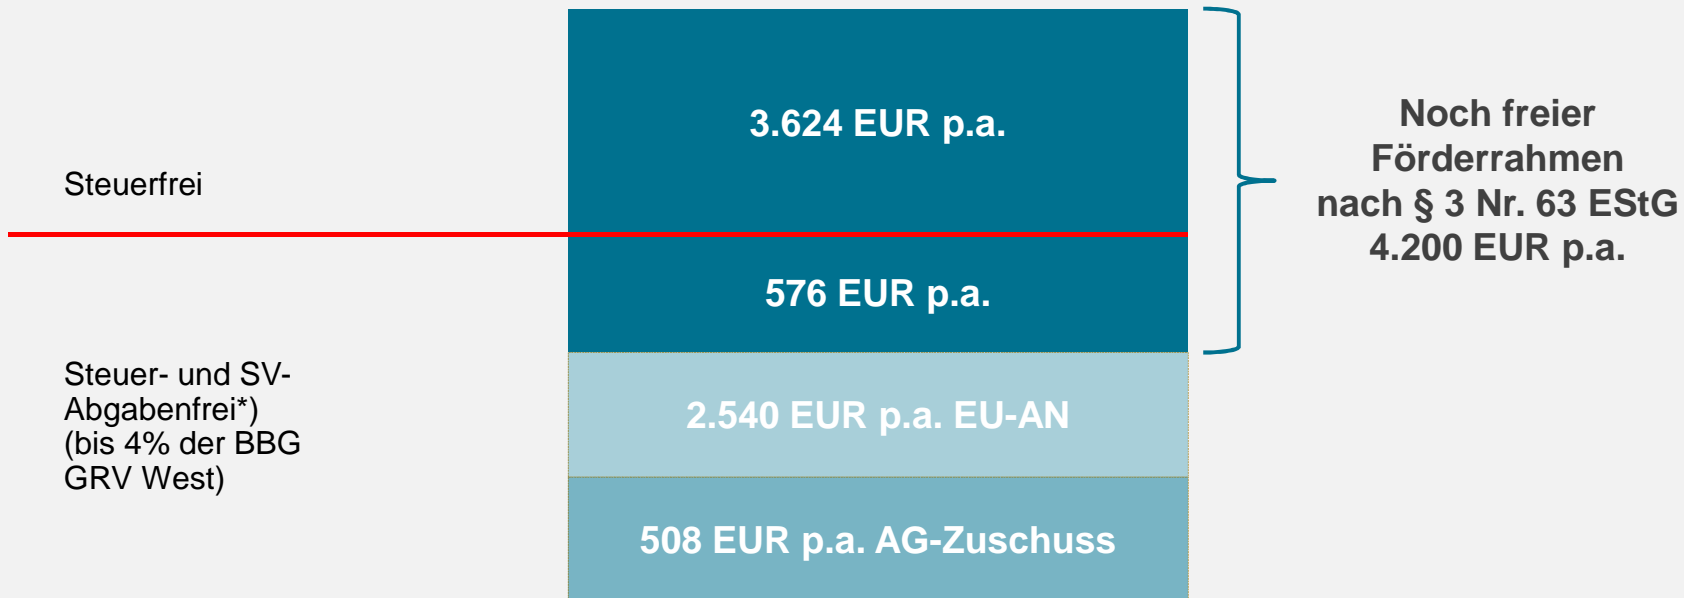 3.624 EUR p.a.
Steuerfrei
Noch freier
Förderrahmen
nach § 3 Nr. 63 EStG
4.200 EUR p.a.
576 EUR p.a.
Steuer- und SV-
Abgabenfrei*)
(bis 4% der BBG
GRV West)
2.540 EUR p.a. EU-AN
508 EUR p.a. AG-Zuschuss